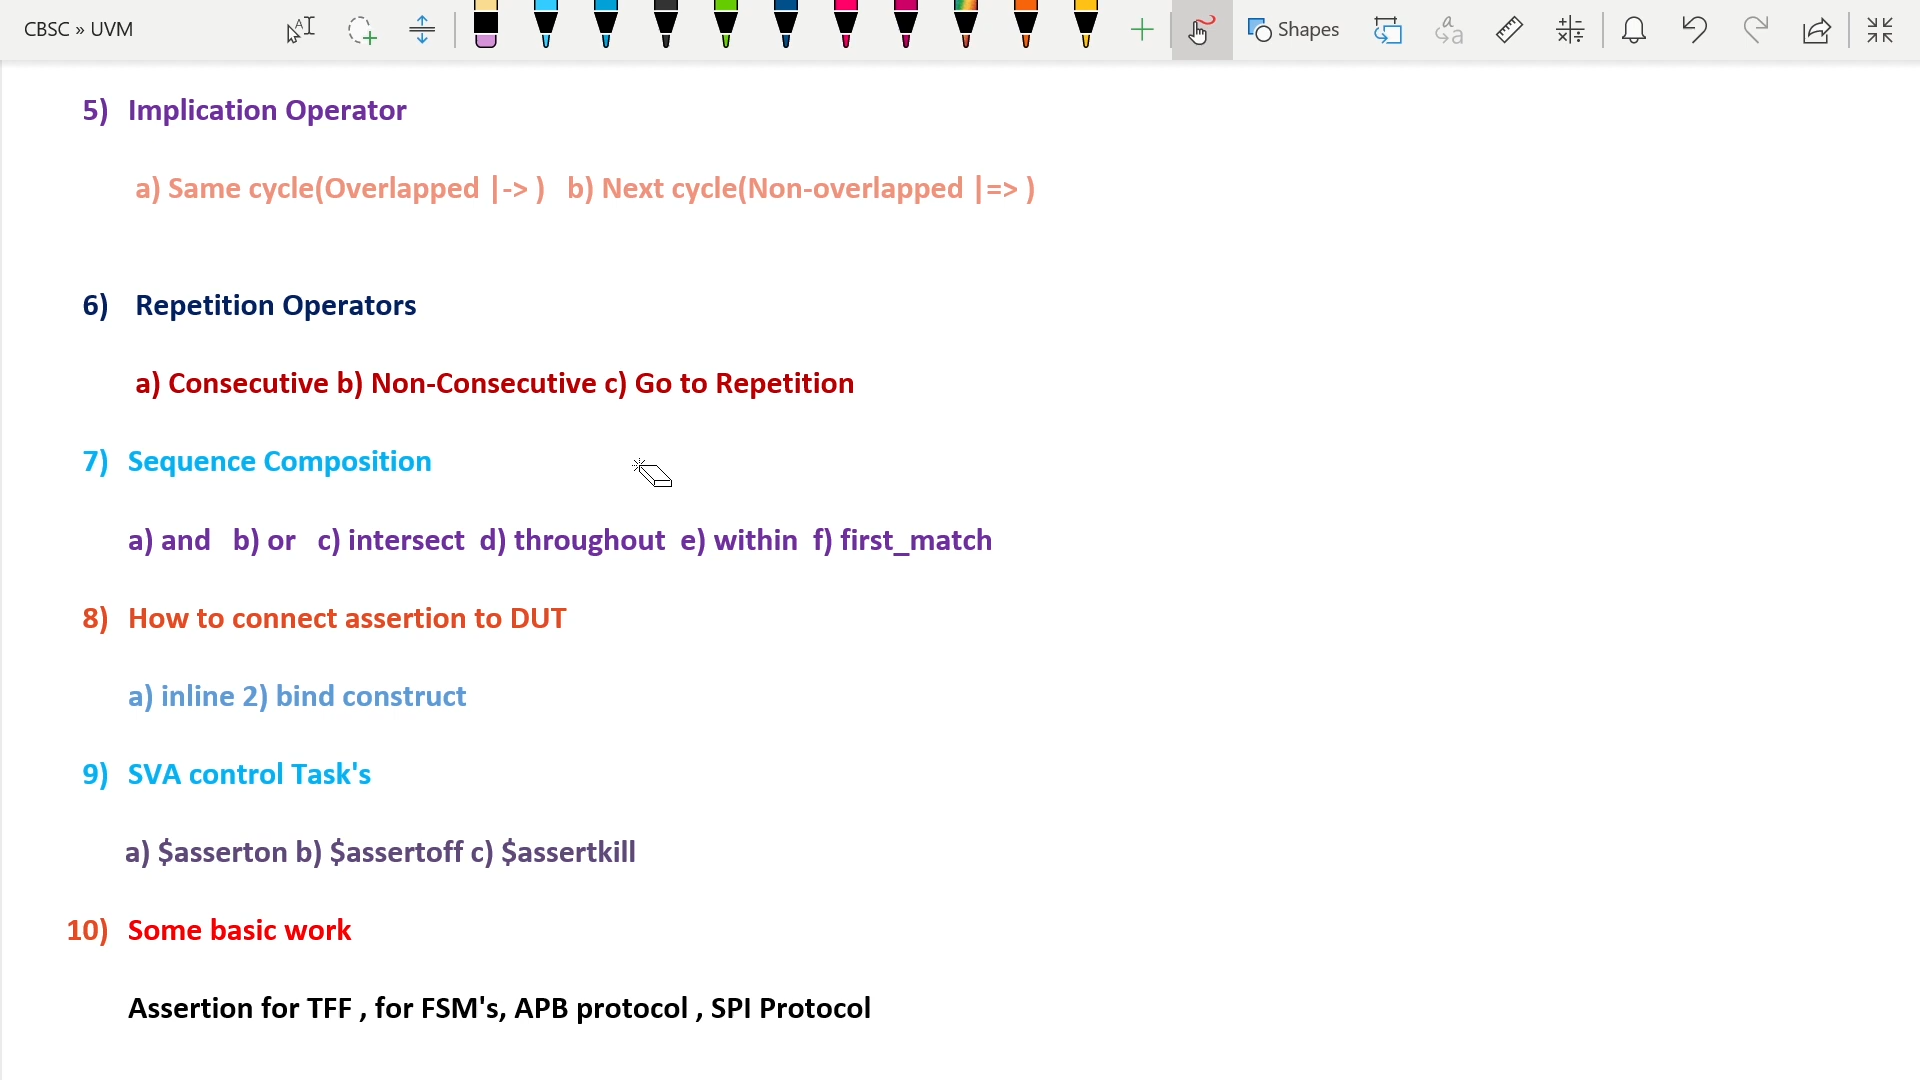 CBSC » UVM
Shapes
5) Implication Operator
a) Same cycle(Overlapped |-> ) b) Next cycle(Non-overlapped |=> )
6) Repetition Operators
a) Consecutive b) Non-Consecutive c) Go to Repetition
7) Sequence Composition
a) and b) or c) intersect d) throughout e) within f) first_match
8) How to connect assertion to DUT
a) inline 2) bind construct
9) SVA control Task's
a) $asserton b) $assertoff c) $assertkill
10) Some basic work
Assertion for TFF , for FSM's, APB protocol , SPI Protocol